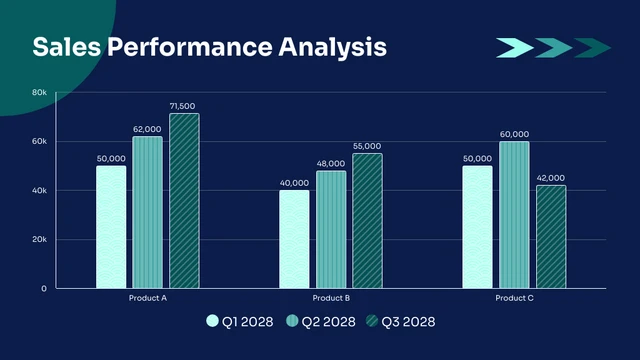 Sales Performance Analysis
80k
71,500
62,000
60k
60,000
55,000
50,000
48,000
50,000
40k
40,000
42,000
20k
0
Product A
Product B
Product C
Q1 2028
Q2 2028
Q3 2028